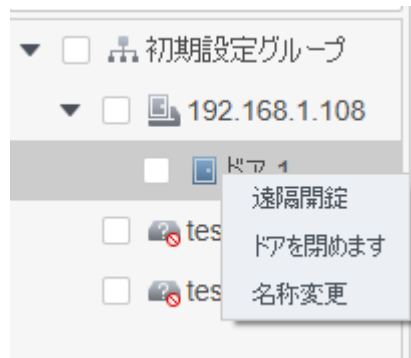 初期設定グループ
192.168.1.108
ドア 1
遠隔開錠
tes
ドアを閉めます
tes
名称変更